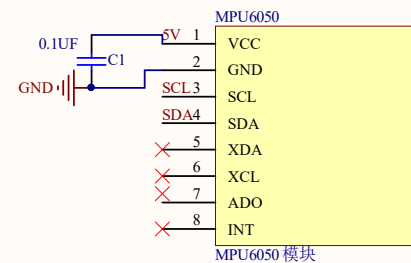 MPU6050
5V 1 VCC
0.1UF
C1
2 GND
GND
SCL 3 SCL
SDA 4 SDA
5 XDA
6 XCL
7 ADO
8 INT
MPU6050 模块